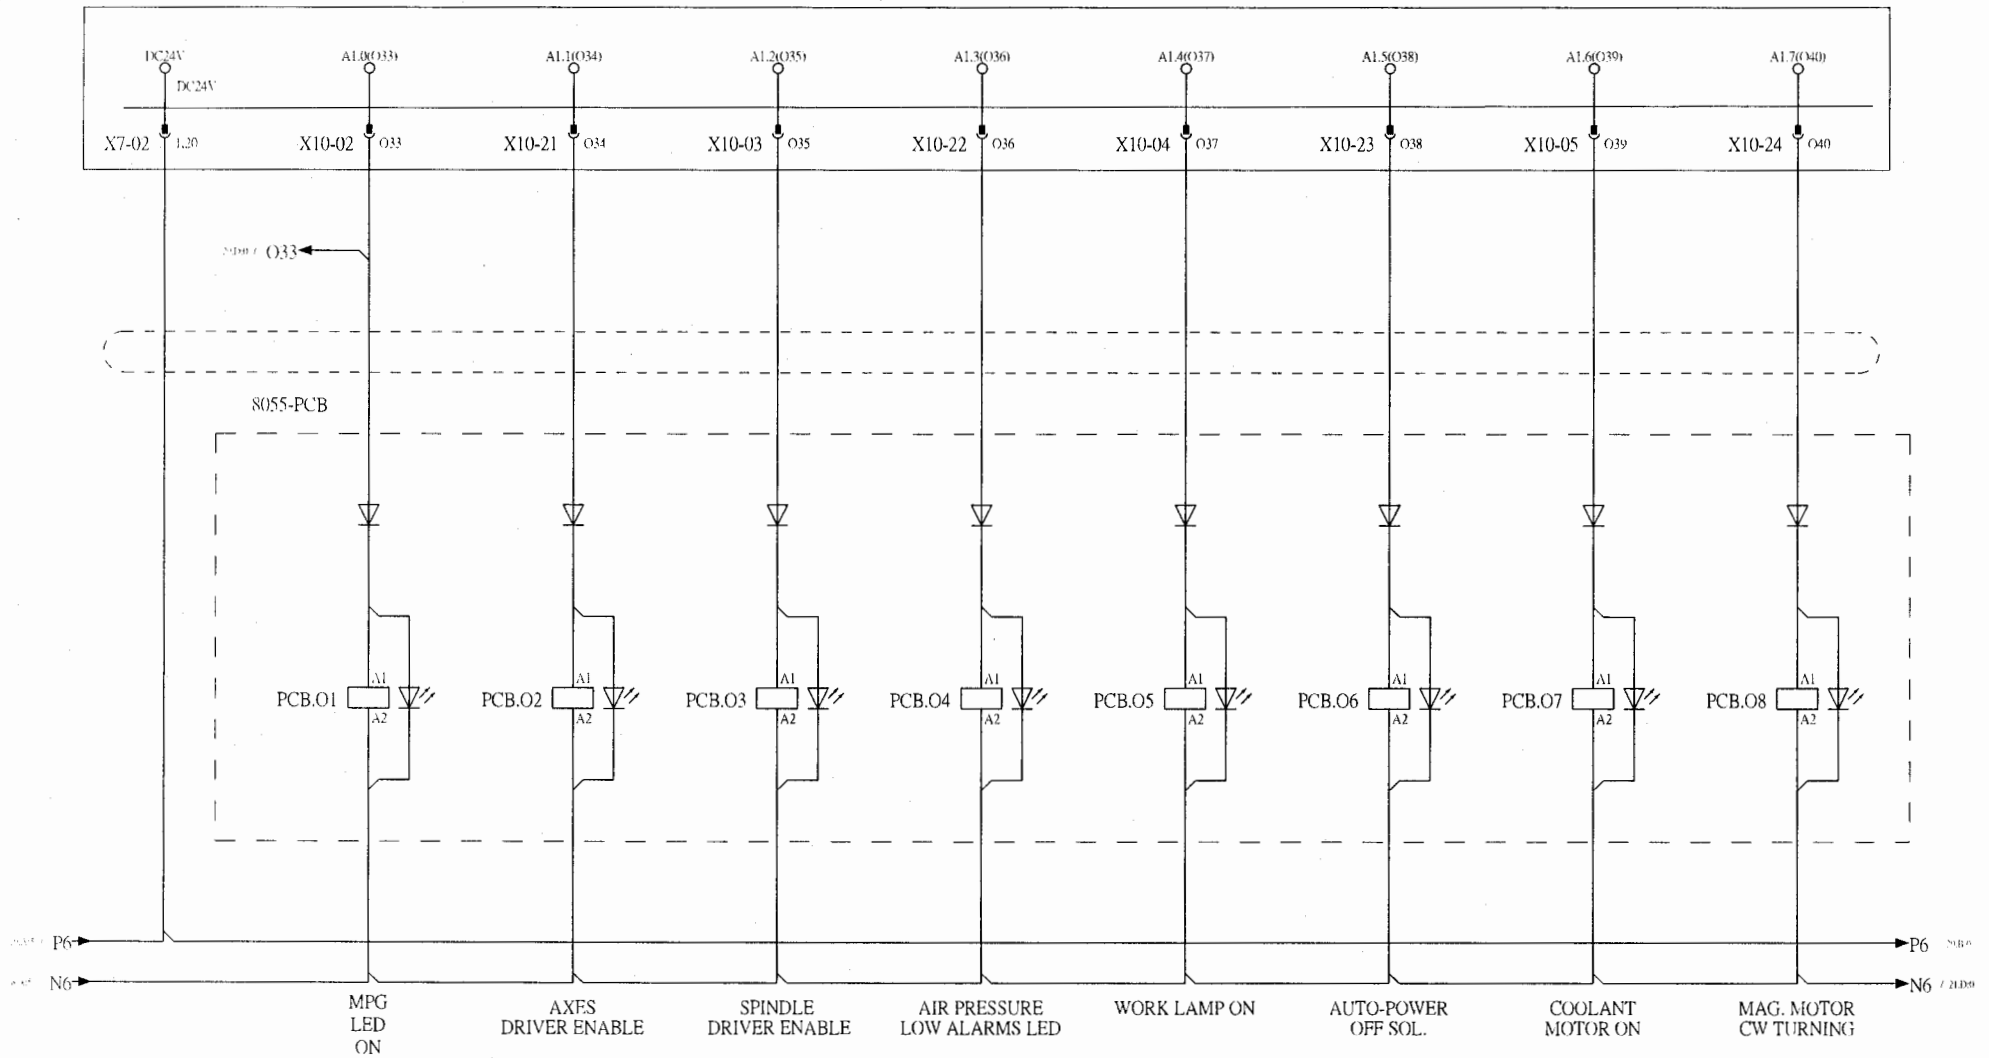 DC24V A1.0(O33) A1.1(O34) A1.2(O35) A1.3(O36) A1.4(O37) A1.5(O38) A1.6(O39) A1.7(O40)
DC24V
X7-02 L20 X10-02 O33 X10-21 O34 X10-03 O35 X10-22 O36 X10-04 O37 X10-23 O38 X10-05 O39 X10-24 O40
O33
8055-PCB
A1 A1 A1 A1 A1 A1 A1 A1
PCB.O1 PCB.O2 PCB.O3 PCB.O4 PCB.O5 PCB.O6 PCB.O7 PCB.O8
A2 A2 A2 A2 A2 A2 A2 A2
P6 P6
N6 N6
MPG
LED
ON
AXES
DRIVER ENABLE
SPINDLE
DRIVER ENABLE
AIR PRESSURE
LOW ALARMS LED
WORK LAMP ON
AUTO-POWER
OFF SOL.
COOLANT
MOTOR ON
MAG. MOTOR
CW TURNING